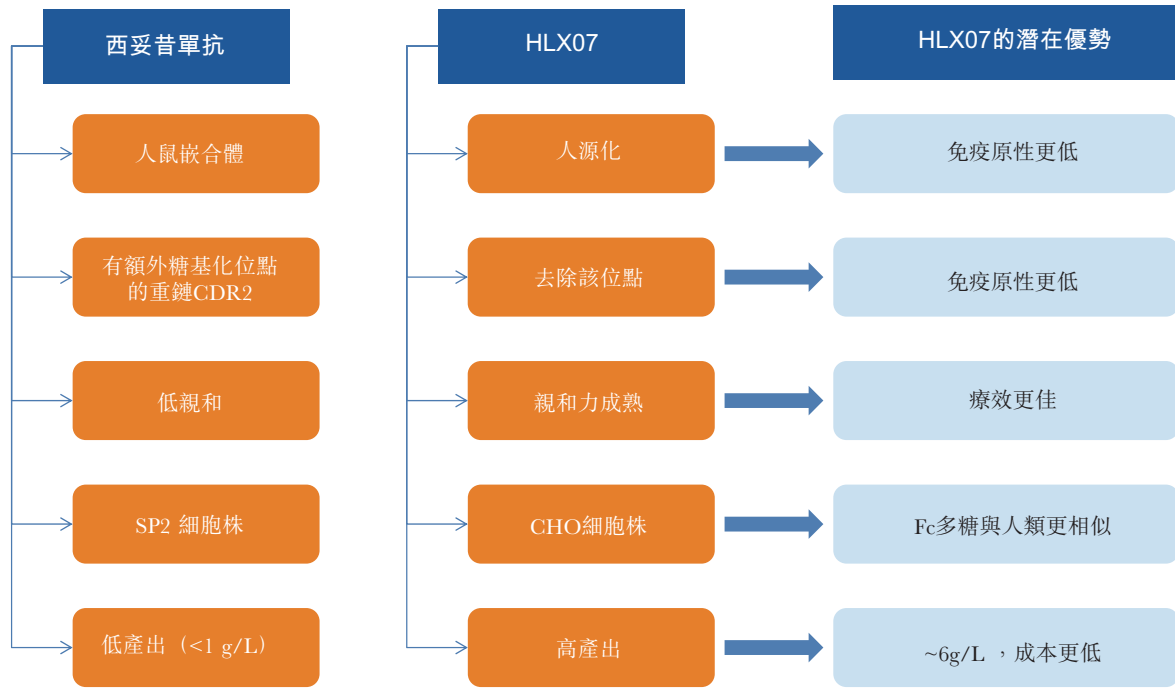 西妥昔單抗
HLX07
HLX07的潛在優勢
人鼠嵌合體
人源化
免疫原性更低
有額外糖基化位點
的重鏈CDR2
去除該位點
免疫原性更低
低親和
親和力成熟
療效更佳
SP2 細胞株
CHO細胞株
Fc多糖與人類更相似
低產出（<1 g/L）
高產出
~6g/L ，成本更低